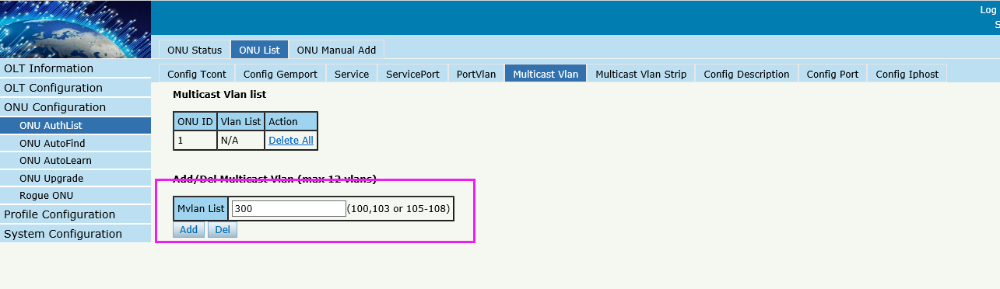 Log
S
ONU Status ONU List ONU Manual Add
OLT Information
OLT Configuration
ONU Configuration
ONU AuthList
ONU AutoFind
ONU AutoLearn
ONU Upgrade
Rogue ONU
Profile Configuration
System Configuration
Config Tcont Config Gemport Service ServicePort PortVlan Multicast Vlan Multicast Vlan Strip Config Description Config Port Config Iphost
Multicast Vlan list
ONU ID Vlan List Action
1 N/A Delete All
Add/Del Multicast Vlan (max 12 vlans)
Mvlan List 300 (100,103 or 105-108)
Add Del